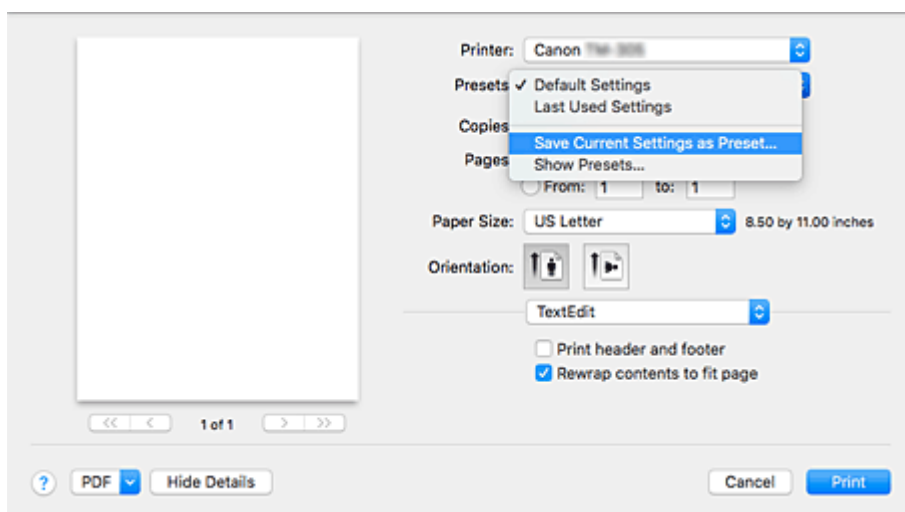 Printer: Canon
Presets ✓ Default Settings
Last Used Settings
Copies
Save Current Settings as Preset...
Pages
Show Presets...
From: 1 to: 1
Paper Size: US Letter 8.50 by 11.00 inches
Orientation:
TextEdit
Print header and footer
Rewrap contents to fit page
<< < 1 of 1 > >>
? PDF Hide Details Cancel Print